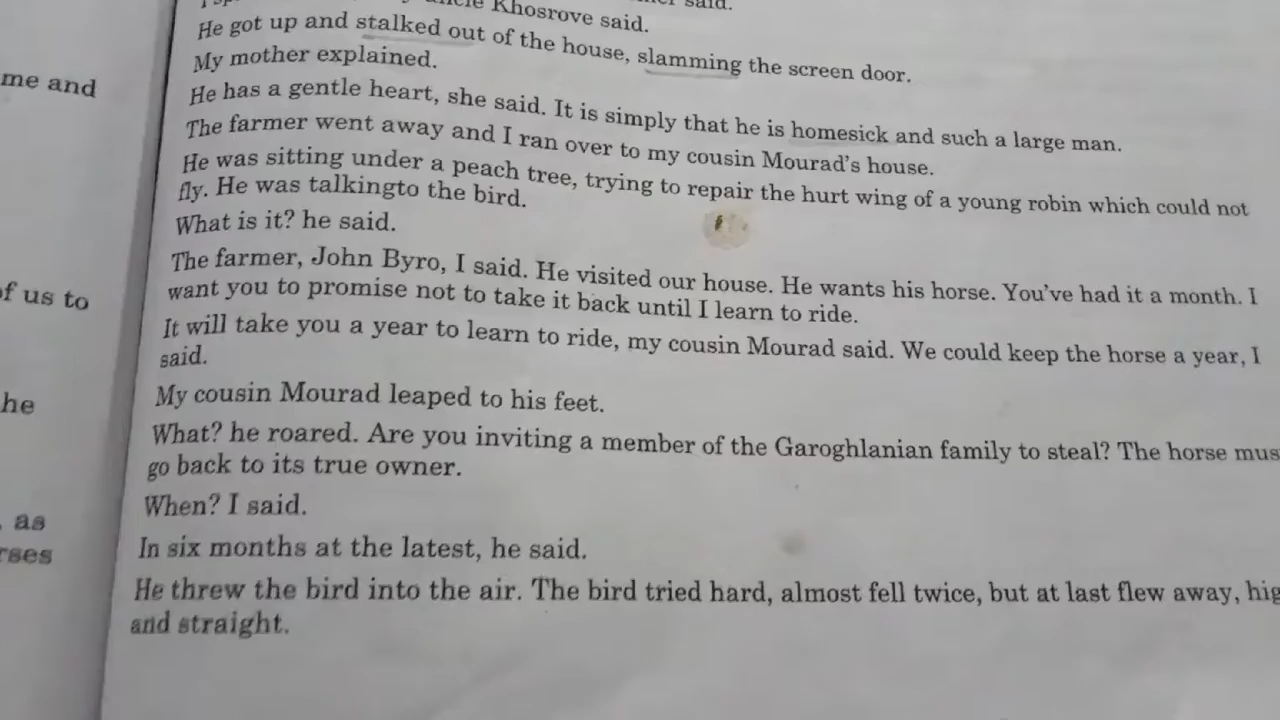 said.
Khosrove said.
He got up and stalked out of the house, slamming the screen door.
My mother explained.
He has a gentle heart, she said. It is simply that he is homesick and such a large man.
The farmer went away and I ran over to my cousin Mourad's house.
He was sitting under a peach tree, trying to repair the hurt wing of a young robin which could not
fly. He was talkingto the bird.
What is it? he said.
The farmer, John Byro, I said. He visited our house. He wants his horse. You've had it a month. I
want you to promise not to take it back until I learn to ride.
It will take you a year to learn to ride, my cousin Mourad said. We could keep the horse a year, I
said.
My cousin Mourad leaped to his feet.
What? he roared. Are you inviting a member of the Garoghlanian family to steal? The horse mus
go back to its true owner.
When? I said.
In six months at the latest, he said.
He threw the bird into the air. The bird tried hard, almost fell twice, but at last flew away, hig
and straight.
me and
of us to
he
, as
rses